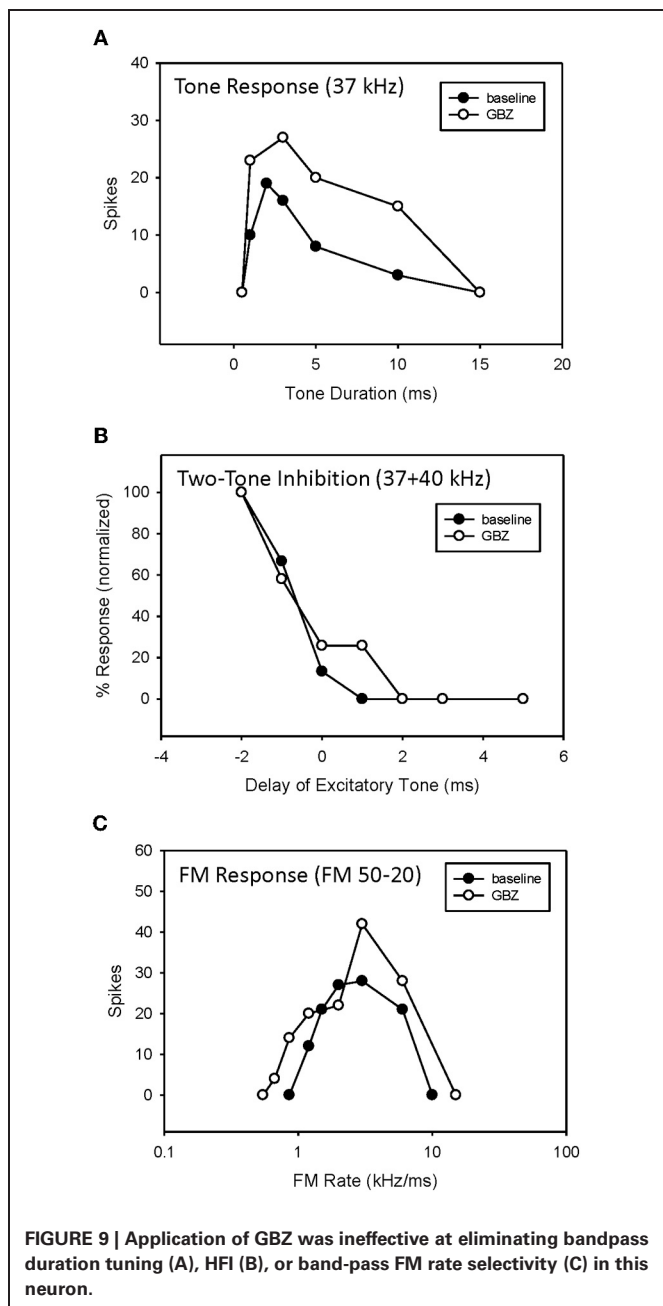 A
Tone Response (37 kHz)
baseline
GBZ
40
30
20
10
0
Spikes
0 5 10 15 20
Tone Duration (ms)
B
Two-Tone Inhibition (37+40 kHz)
baseline
GBZ
100
80
60
40
20
0
% Response (normalized)
-4 -2 0 2 4 6
Delay of Excitatory Tone (ms)
C
FM Response (FM 50-20)
baseline
GBZ
60
50
40
30
20
10
0
Spikes
0.1 1 10 100
FM Rate (kHz/ms)
FIGURE 9 | Application of GBZ was ineffective at eliminating bandpass
duration tuning (A), HFI (B), or band-pass FM rate selectivity (C) in this
neuron.